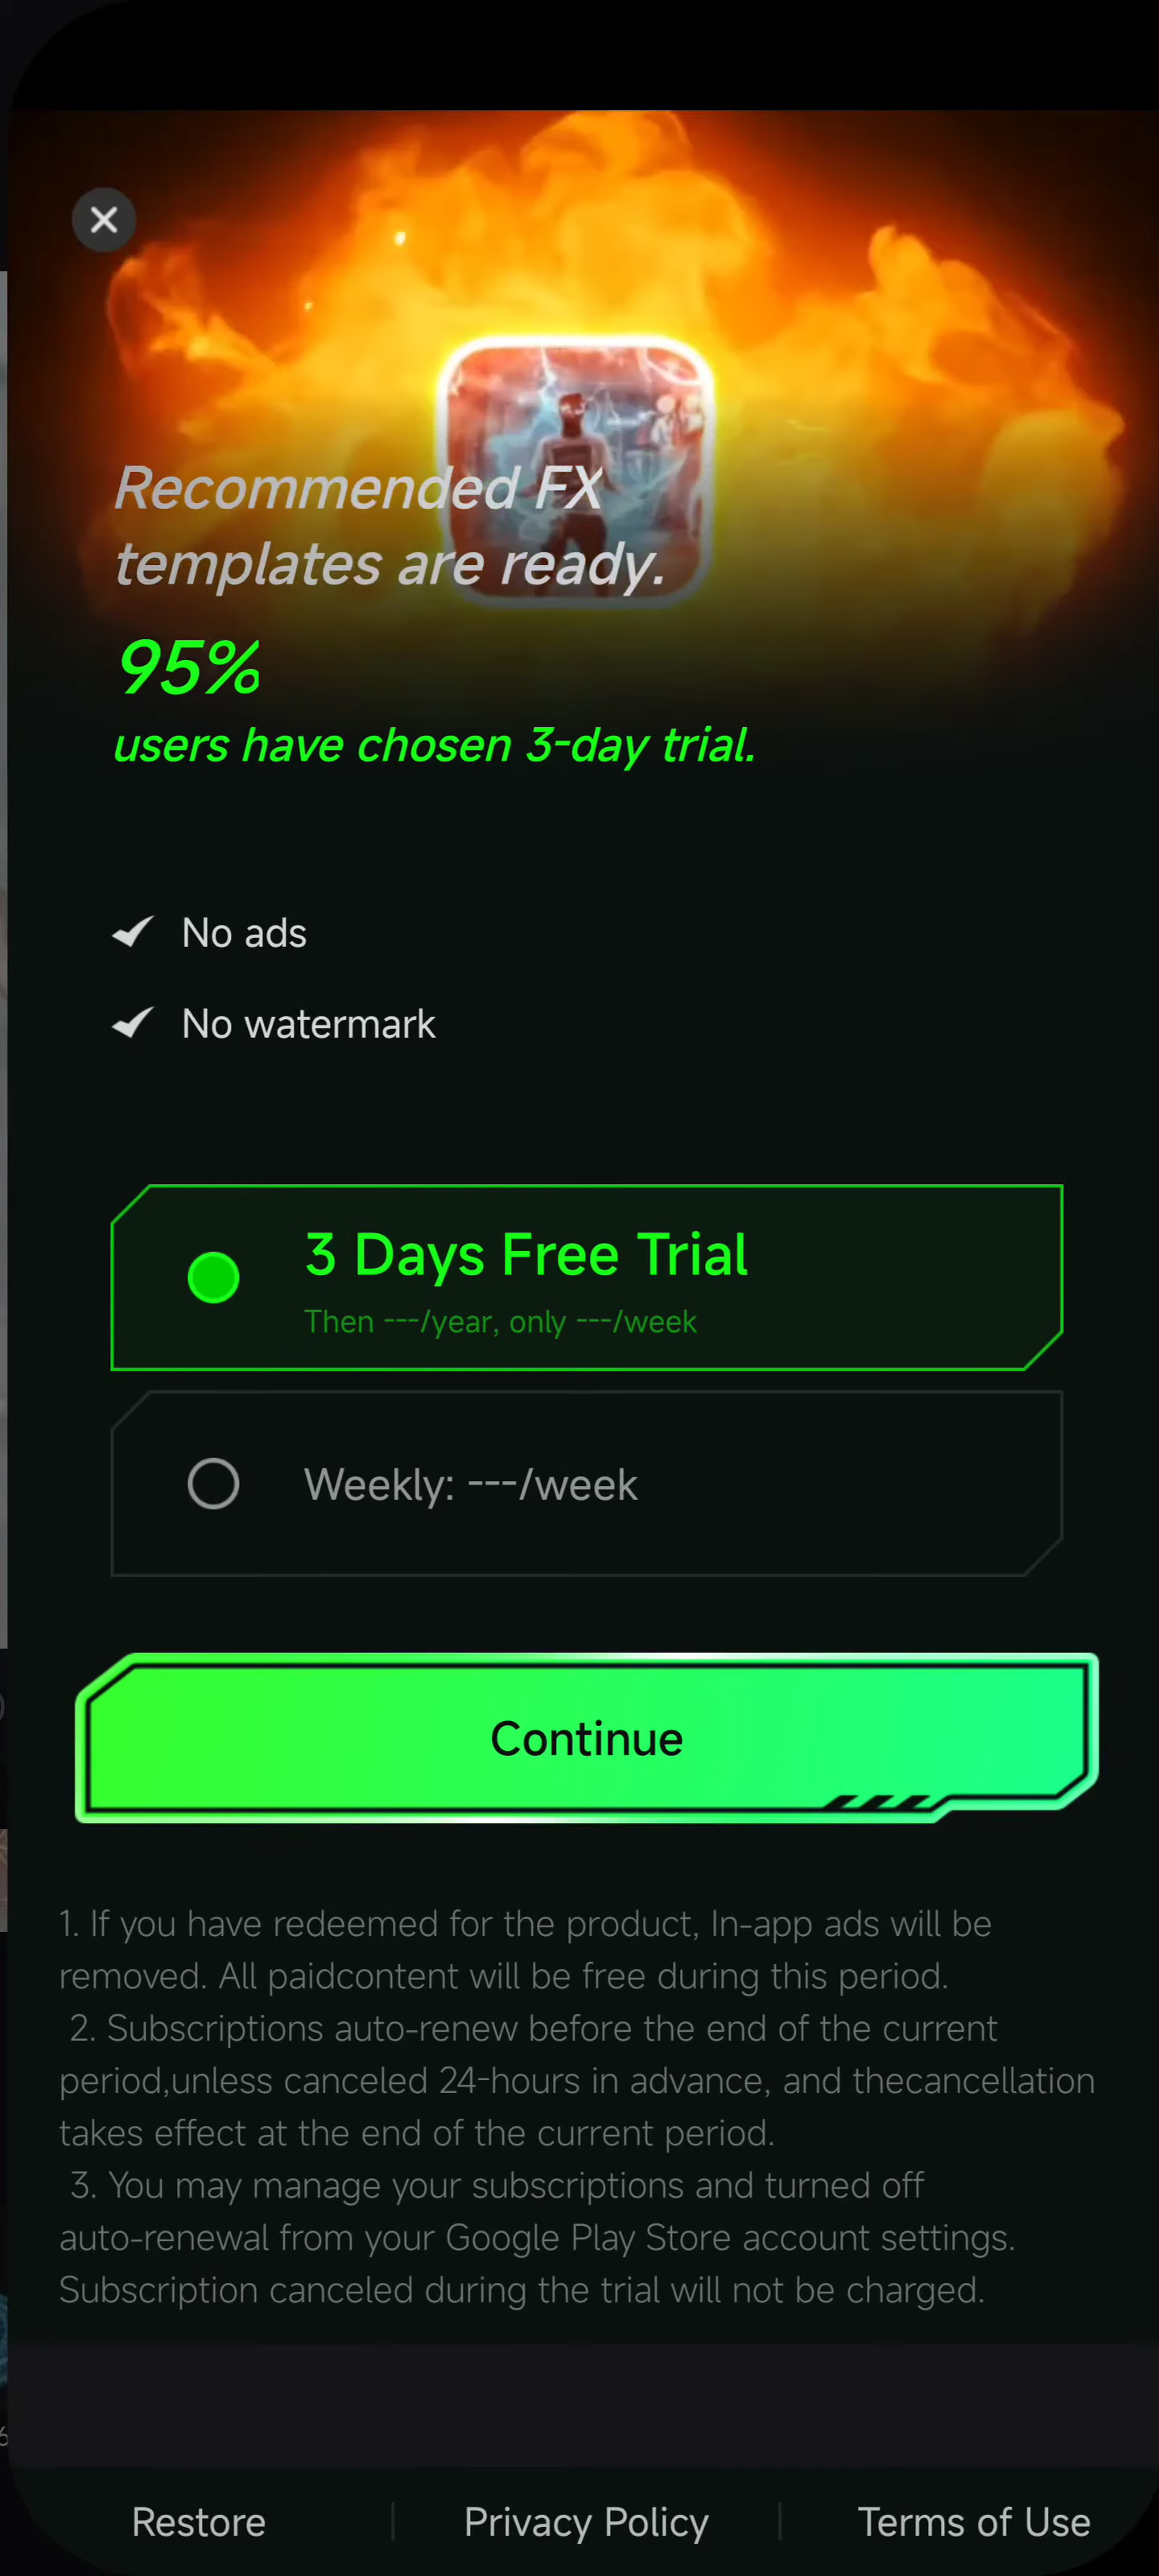 Recommended FX
templates are ready.
95%
users have chosen 3-day trial.
No ads
No watermark
3 Days Free Trial
Then ---/year, only ---/week
Weekly: ---/week
Continue
1. If you have redeemed for the product, In-app ads will be
removed. All paidcontent will be free during this period.
2. Subscriptions auto-renew before the end of the current
period,unless canceled 24-hours in advance, and thecancellation
takes effect at the end of the current period.
3. You may manage your subscriptions and turned off
auto-renewal from your Google Play Store account settings.
Subscription canceled during the trial will not be charged.
Restore
Privacy Policy
Terms of Use